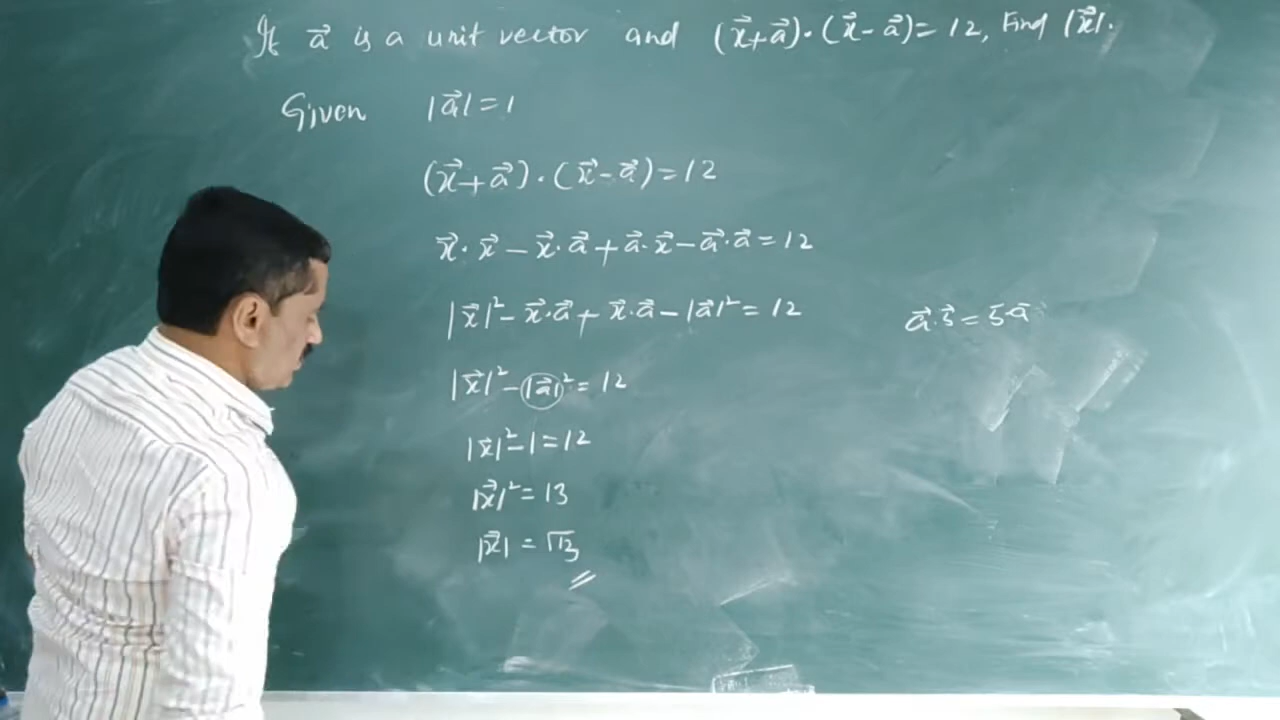 If a⃗ is a unit vector and (x⃗+a⃗)·(x⃗-a⃗)=12, Find |x⃗|.
Given |a⃗|=1
(x⃗+a⃗)·(x⃗-a⃗)=12
x⃗·x⃗-x⃗·a⃗+a⃗·x⃗-a⃗·a⃗=12
|x⃗|²-x⃗·a⃗+x⃗·a⃗-|a⃗|²=12
a⃗·b⃗=b⃗·a⃗
|x⃗|²-|a⃗|²=12
|x⃗|²-1=12
|x⃗|²=13
|x⃗|=√13